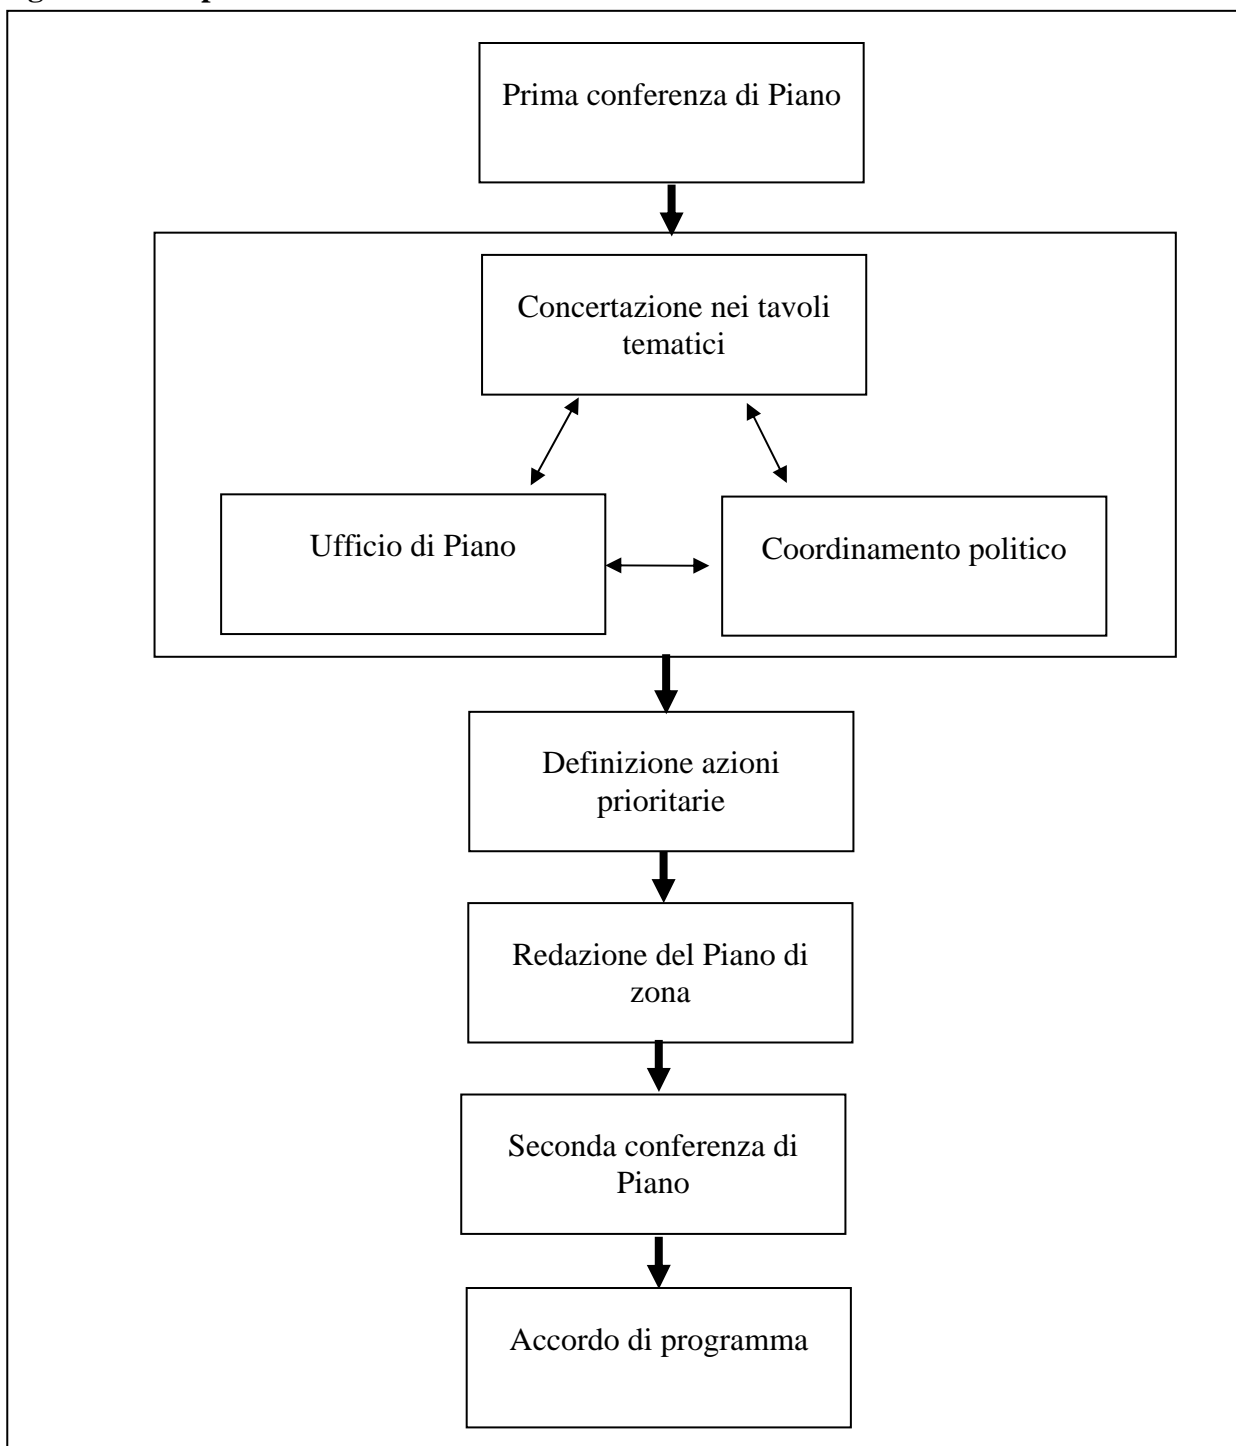 Prima conferenza di Piano
Concertazione nei tavoli
tematici
Ufficio di Piano
Coordinamento politico
Definizione azioni
prioritarie
Redazione del Piano di
zona
Seconda conferenza di
Piano
Accordo di programma